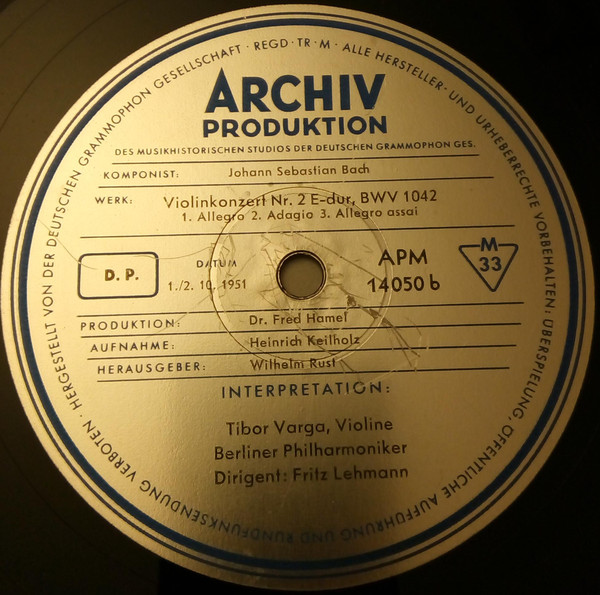 HERGESTELLT VON DER DEUTSCHEN GRAMMOPHON GESELLSCHAFT · REGD · TR · M · ALLE HERSTELLER- UND URHEBERRECHTE VORBEHALTEN: ÜBERSPIELUNG, ÖFFENTLICHE AUFFÜHRUNG UND RUNDFUNKSENDUNG VERBOTEN ·
ARCHIV
PRODUKTION
DES MUSIKHISTORISCHEN STUDIOS DER DEUTSCHEN GRAMMOPHON GES.
KOMPONIST: Johann Sebastian Bach
WERK: Violinkonzert Nr. 2 E-dur, BWV 1042
1. Allegro 2. Adagio 3. Allegro assai
D. P.
DATUM
1./2. 10. 1951
APM
14050 b
M
33
PRODUKTION: Dr. Fred Hamel
AUFNAHME: Heinrich Keilholz
HERAUSGEBER: Wilhelm Rust
INTERPRETATION:
Tibor Varga, Violine
Berliner Philharmoniker
Dirigent: Fritz Lehmann